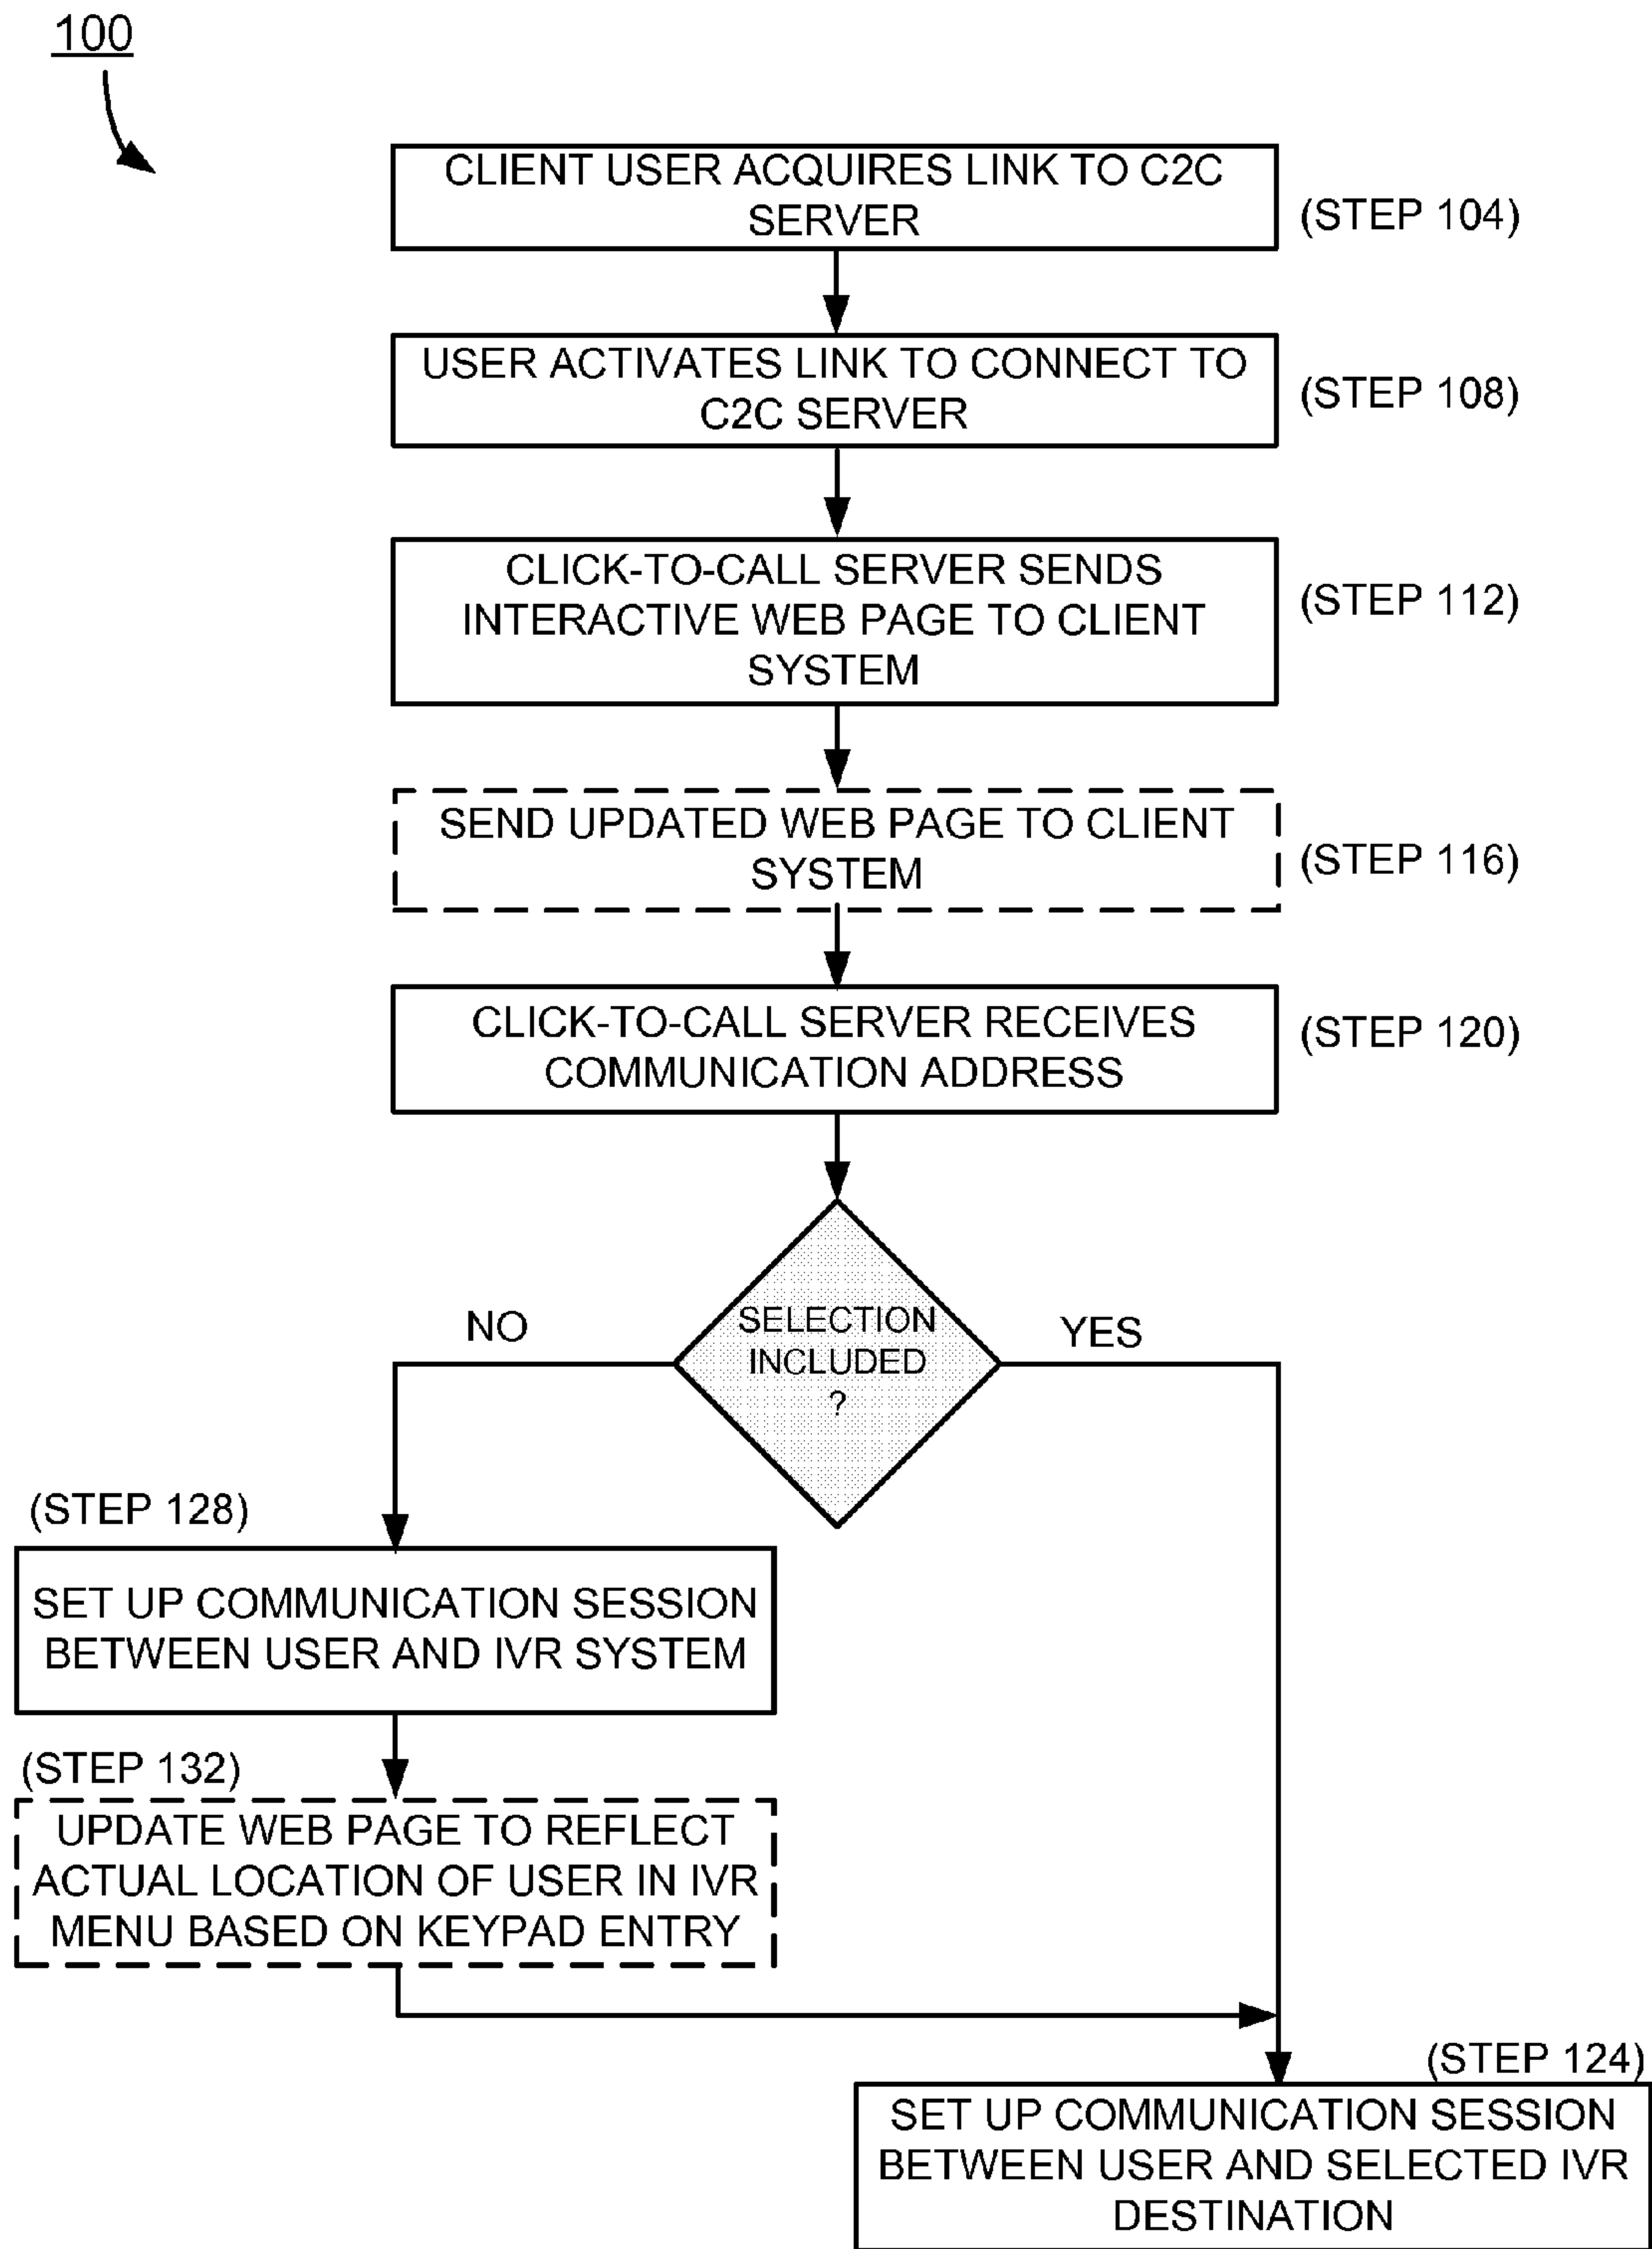 100
CLIENT USER ACQUIRES LINK TO C2C
SERVER
(STEP 104)
USER ACTIVATES LINK TO CONNECT TO
C2C SERVER
(STEP 108)
CLICK-TO-CALL SERVER SENDS
INTERACTIVE WEB PAGE TO CLIENT
SYSTEM
(STEP 112)
SEND UPDATED WEB PAGE TO CLIENT
SYSTEM
(STEP 116)
CLICK-TO-CALL SERVER RECEIVES
COMMUNICATION ADDRESS
(STEP 120)
SELECTION
INCLUDED
?
NO
YES
(STEP 128)
SET UP COMMUNICATION SESSION
BETWEEN USER AND IVR SYSTEM
(STEP 132)
UPDATE WEB PAGE TO REFLECT
ACTUAL LOCATION OF USER IN IVR
MENU BASED ON KEYPAD ENTRY
(STEP 124)
SET UP COMMUNICATION SESSION
BETWEEN USER AND SELECTED IVR
DESTINATION